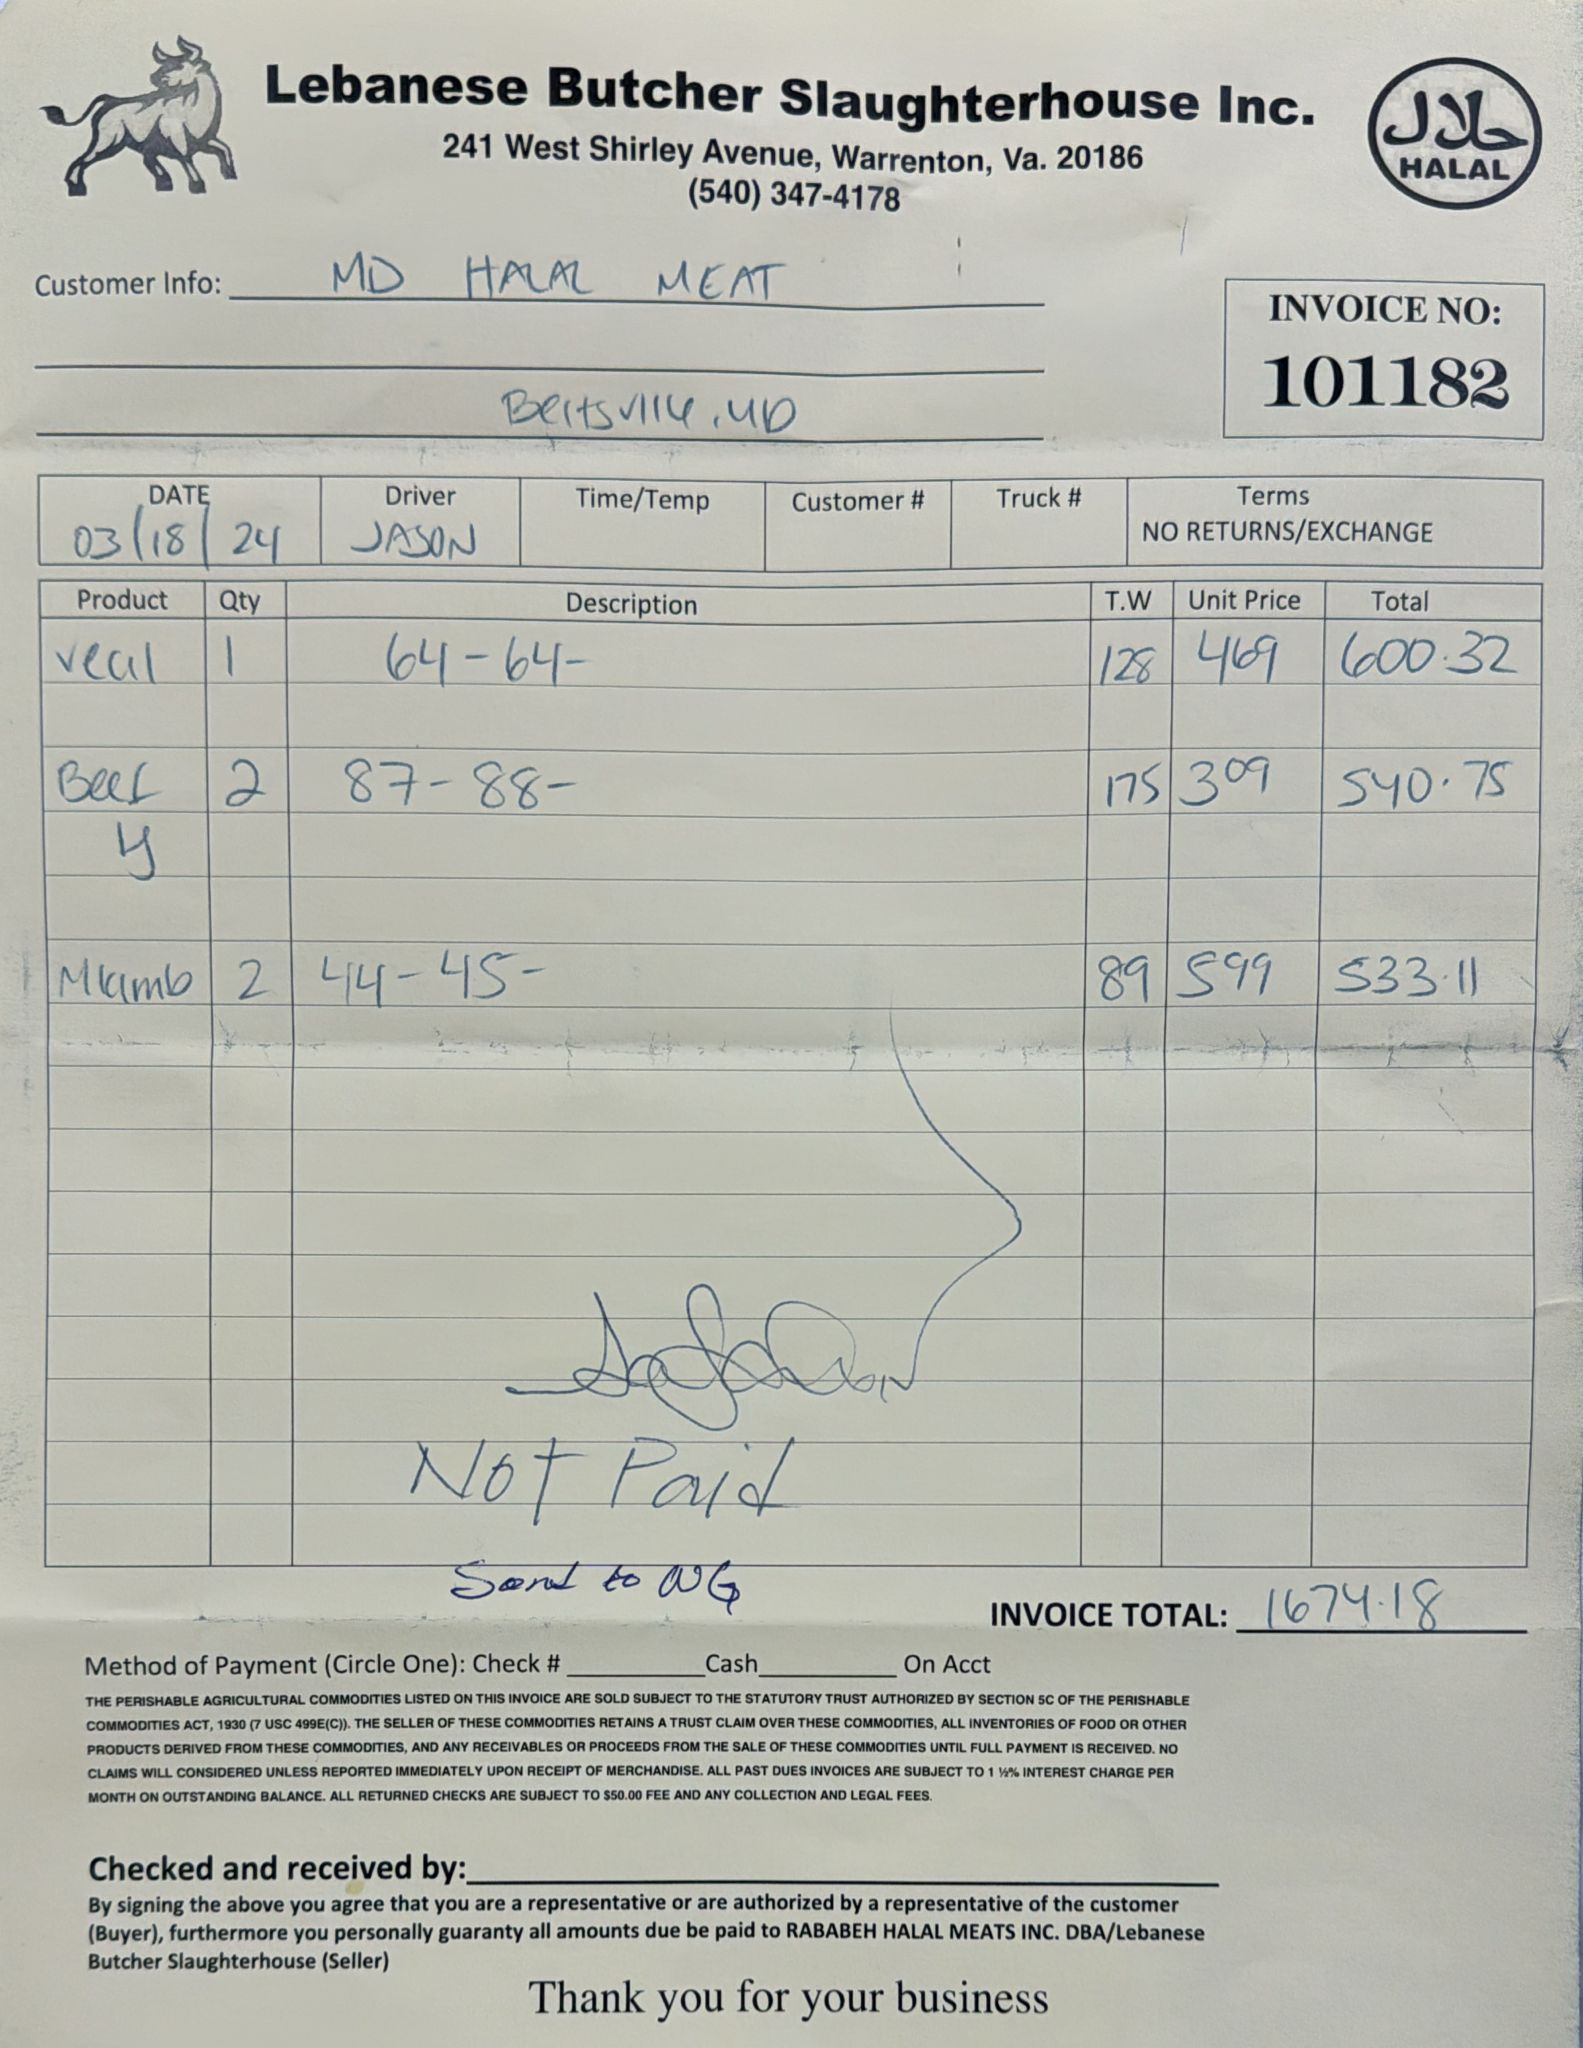 Lebanese Butcher Slaughterhouse Inc.
241 West Shirley Avenue, Warrenton, Va. 20186
(540) 347-4178
حلال
HALAL
Customer Info: MD HALAL MEAT
INVOICE NO:
101182
Beltsville, MD
DATE Driver Time/Temp Customer # Truck # Terms
03/18/24 JASON NO RETURNS/EXCHANGE
Product Qty Description T.W Unit Price Total
veal 1 64-64- 128 469 600.32
Beef 2 87-88- 175 309 540.75
y
Mlamb 2 44-45- 89 599 533.11
Not Paid
Send to NG
INVOICE TOTAL: 1674.18
Method of Payment (Circle One): Check # Cash On Acct
THE PERISHABLE AGRICULTURAL COMMODITIES LISTED ON THIS INVOICE ARE SOLD SUBJECT TO THE STATUTORY TRUST AUTHORIZED BY SECTION 5C OF THE PERISHABLE
COMMODITIES ACT, 1930 (7 USC 499E(C)). THE SELLER OF THESE COMMODITIES RETAINS A TRUST CLAIM OVER THESE COMMODITIES, ALL INVENTORIES OF FOOD OR OTHER
PRODUCTS DERIVED FROM THESE COMMODITIES, AND ANY RECEIVABLES OR PROCEEDS FROM THE SALE OF THESE COMMODITIES UNTIL FULL PAYMENT IS RECEIVED. NO
CLAIMS WILL CONSIDERED UNLESS REPORTED IMMEDIATELY UPON RECEIPT OF MERCHANDISE. ALL PAST DUES INVOICES ARE SUBJECT TO 1 ½% INTEREST CHARGE PER
MONTH ON OUTSTANDING BALANCE. ALL RETURNED CHECKS ARE SUBJECT TO $50.00 FEE AND ANY COLLECTION AND LEGAL FEES.
Checked and received by:
By signing the above you agree that you are a representative or are authorized by a representative of the customer
(Buyer), furthermore you personally guaranty all amounts due be paid to RABABEH HALAL MEATS INC. DBA/Lebanese
Butcher Slaughterhouse (Seller)
Thank you for your business